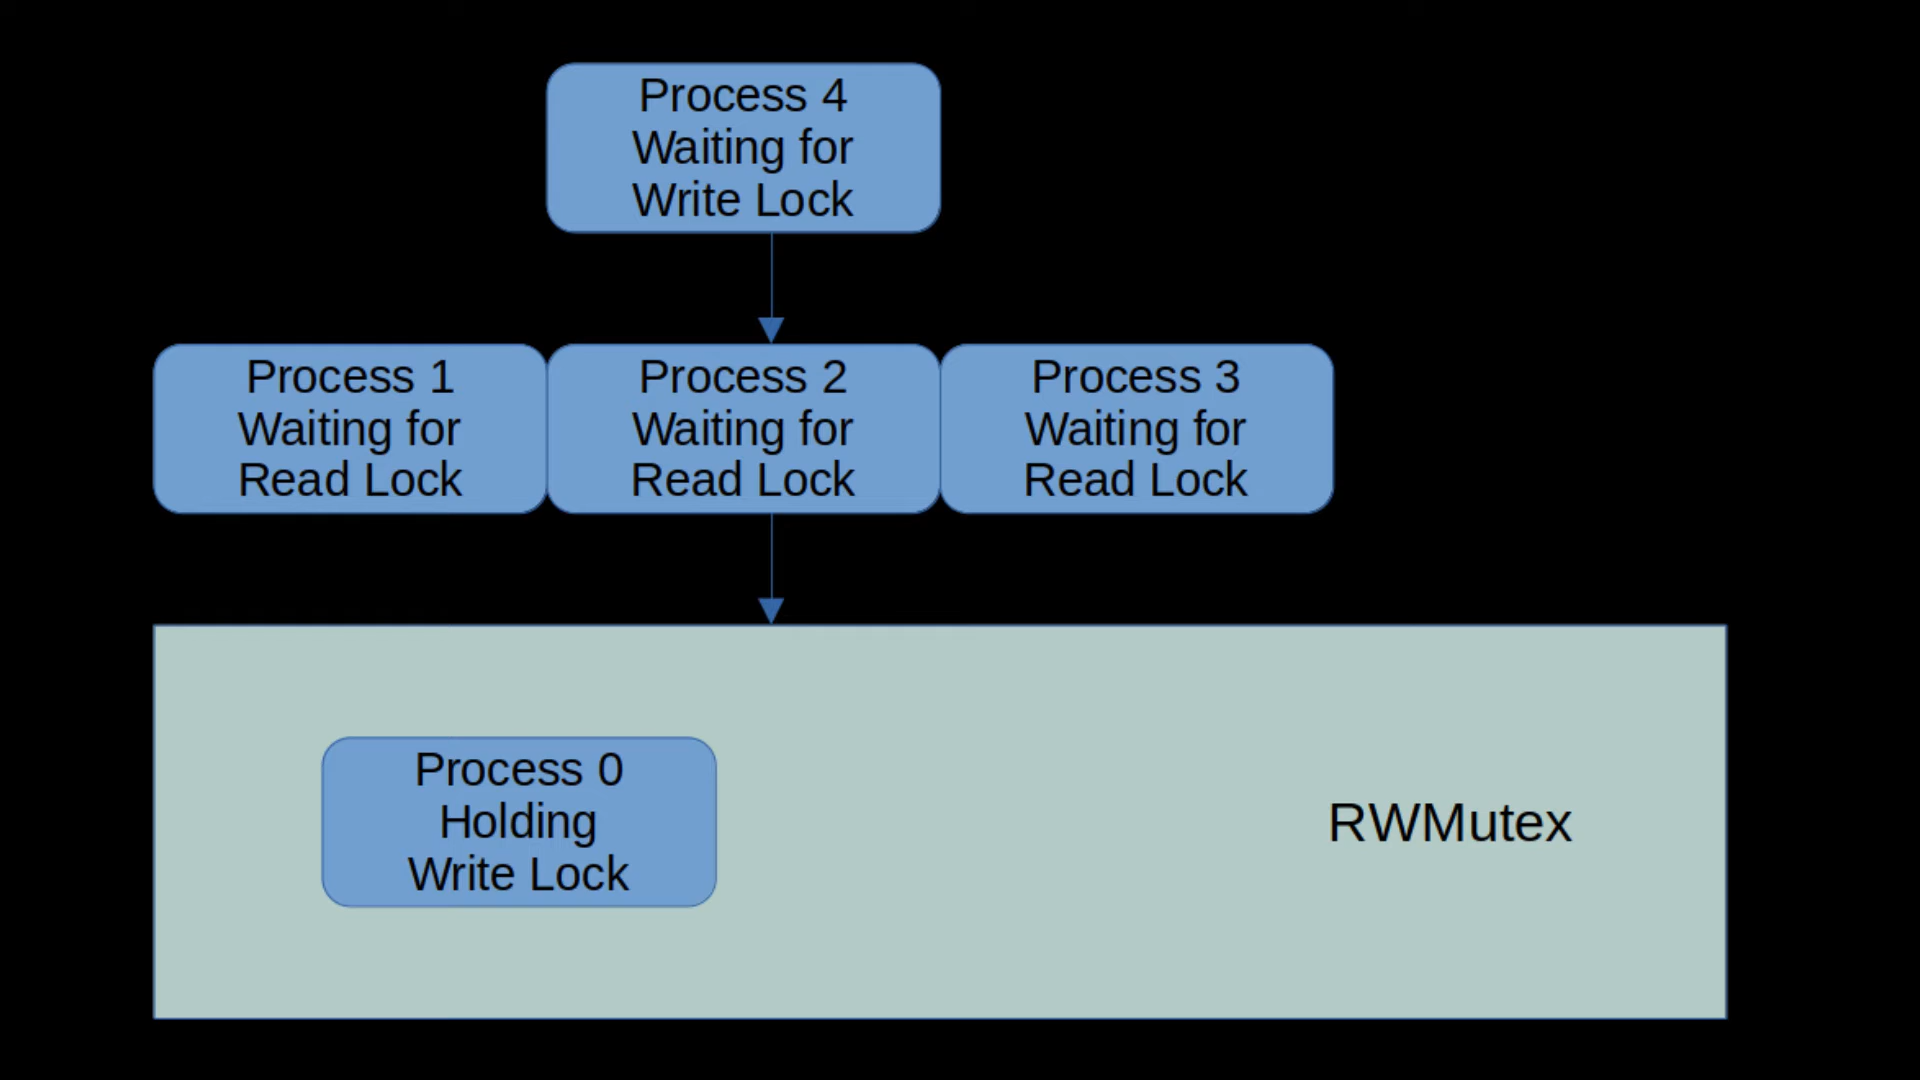 Process 4
Waiting for
Write Lock
Process 1
Waiting for
Read Lock
Process 2
Waiting for
Read Lock
Process 3
Waiting for
Read Lock
Process 0
Holding
Write Lock
RWMutex